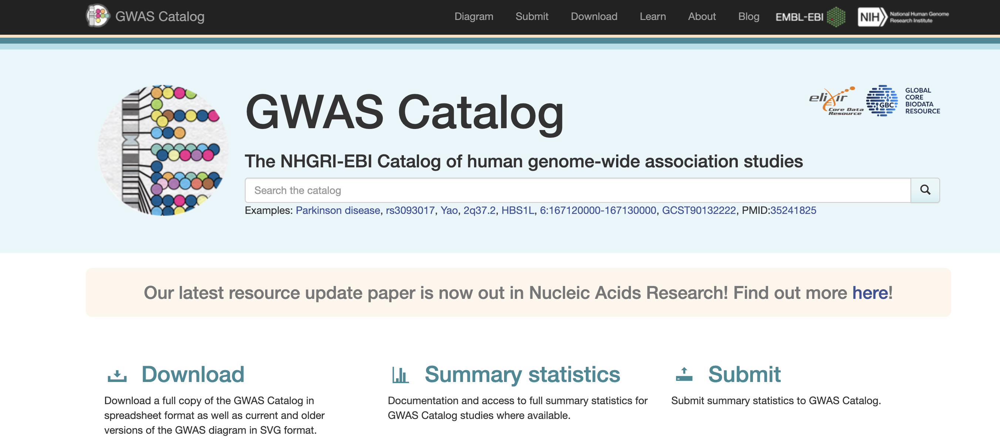 GWAS Catalog
Diagram Submit Download Learn About Blog EMBL-EBI NIH National Human Genome
Research Institute
elixir
Core Data
Resource
GBC
GLOBAL
CORE
BIODATA
RESOURCE
GWAS Catalog
The NHGRI-EBI Catalog of human genome-wide association studies
Search the catalog
Examples: Parkinson disease, rs3093017, Yao, 2q37.2, HBS1L, 6:167120000-167130000, GCST90132222, PMID:35241825
Our latest resource update paper is now out in Nucleic Acids Research! Find out more here!
Download
Download a full copy of the GWAS Catalog in
spreadsheet format as well as current and older
versions of the GWAS diagram in SVG format.
Summary statistics
Documentation and access to full summary statistics for
GWAS Catalog studies where available.
Submit
Submit summary statistics to GWAS Catalog.